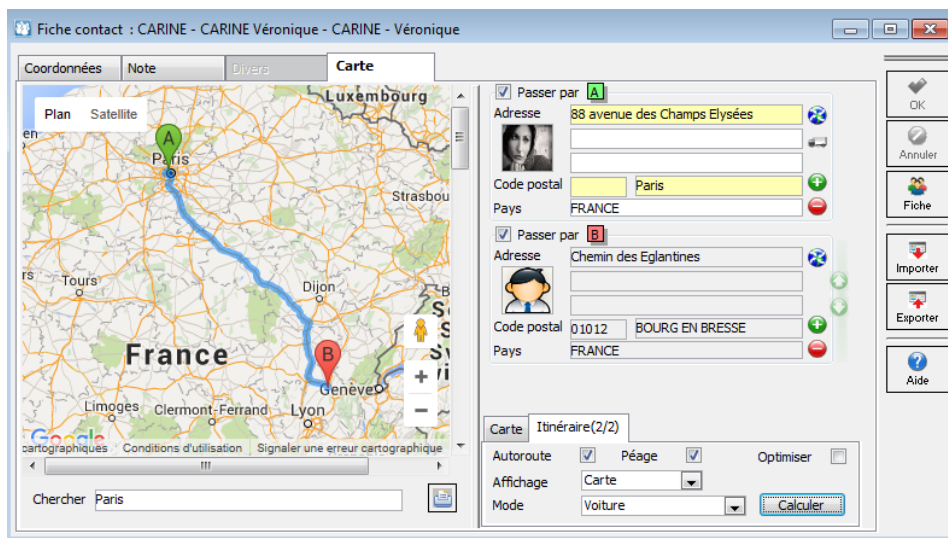 Fiche contact : CARINE - CARINE Véronique - CARINE - Véronique
Coordonnées
Note
Divers
Carte
Plan
Satellite
Luxembourg
A
Paris
Strasbou
Tours
Dijon
France
B
Genève
Limoges
Clermont-Ferrand
Lyon
Google
cartographiques
Conditions d'utilisation
Signaler une erreur cartographique
Chercher
Paris
Passer par A
Adresse
88 avenue des Champs Elysées
Code postal
Paris
Pays
FRANCE
Passer par B
Adresse
Chemin des Eglantines
Code postal
01012
BOURG EN BRESSE
Pays
FRANCE
Carte
Itinéraire(2/2)
Autoroute
Péage
Optimiser
Affichage
Carte
Mode
Voiture
Calculer
OK
Annuler
Fiche
Importer
Exporter
Aide